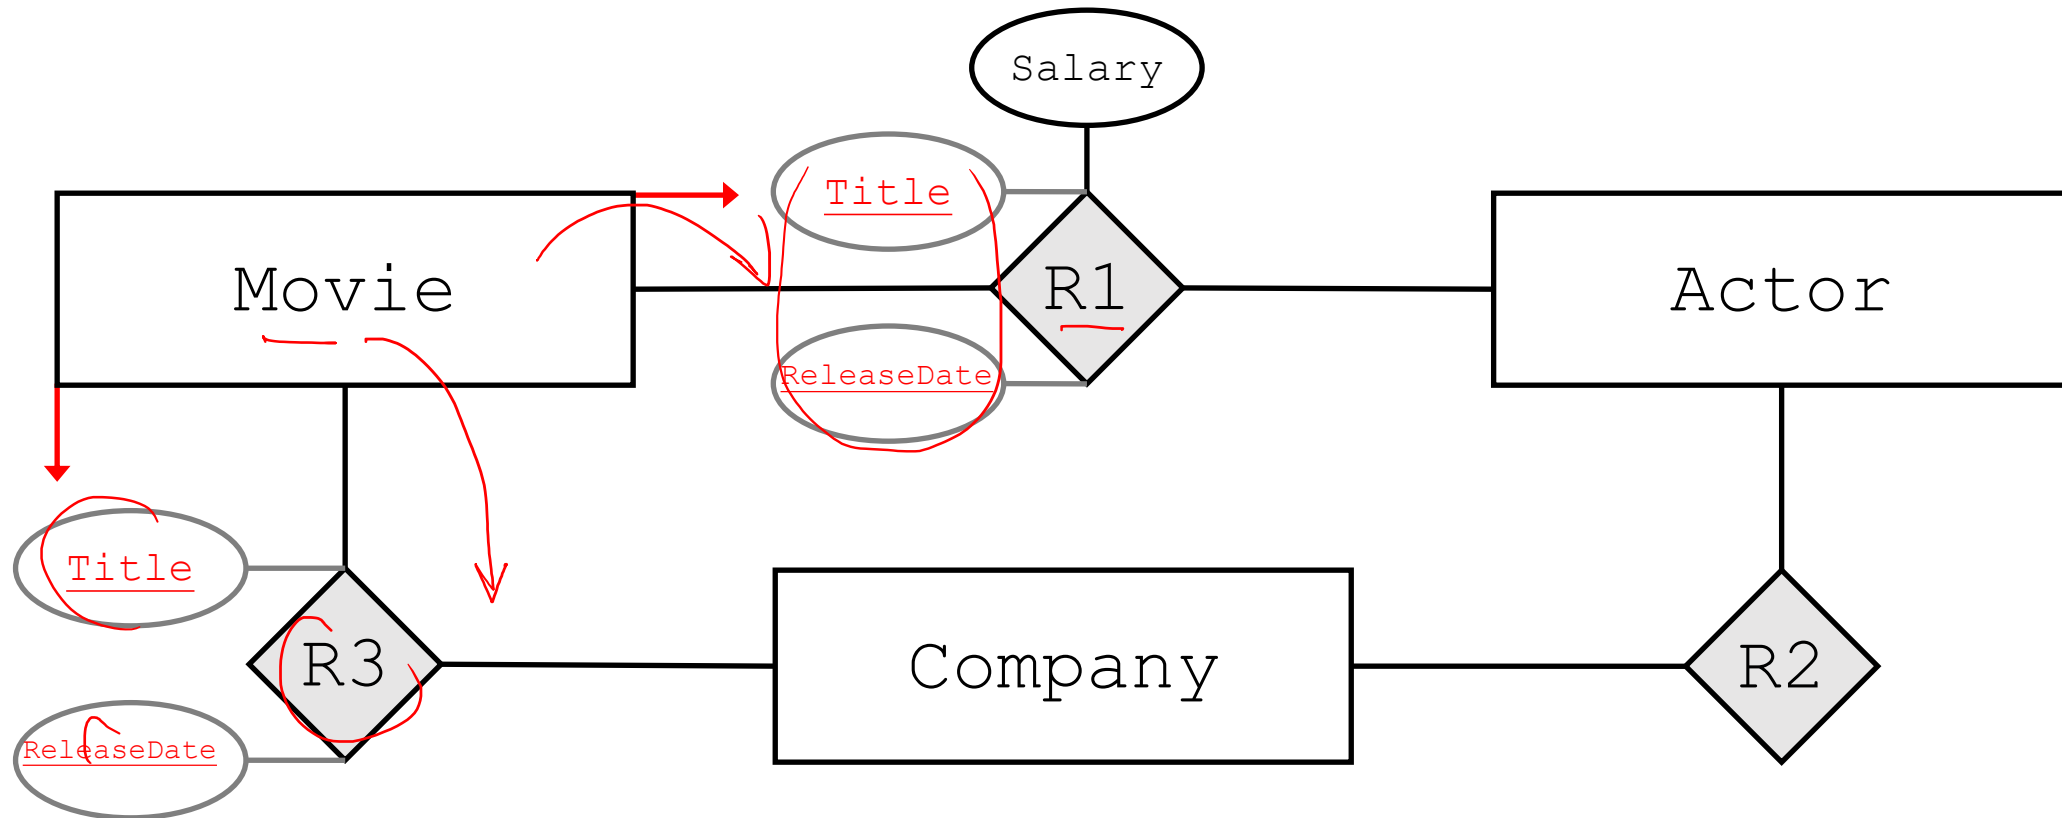 Salary
Title
Movie
R1
Actor
ReleaseDate
Title
R3
Company
R2
ReleaseDate